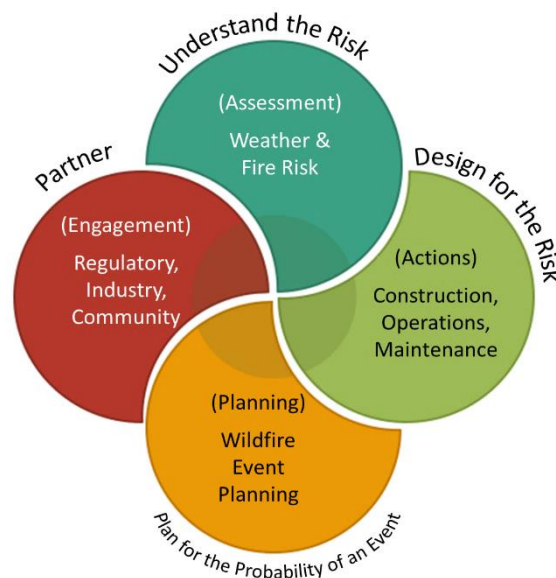 Understand the Risk
(Assessment)
Weather &
Fire Risk
Design for the Risk
(Actions)
Construction,
Operations,
Maintenance
Plan for the Probability of an Event
(Planning)
Wildfire
Event
Planning
Partner
(Engagement)
Regulatory,
Industry,
Community